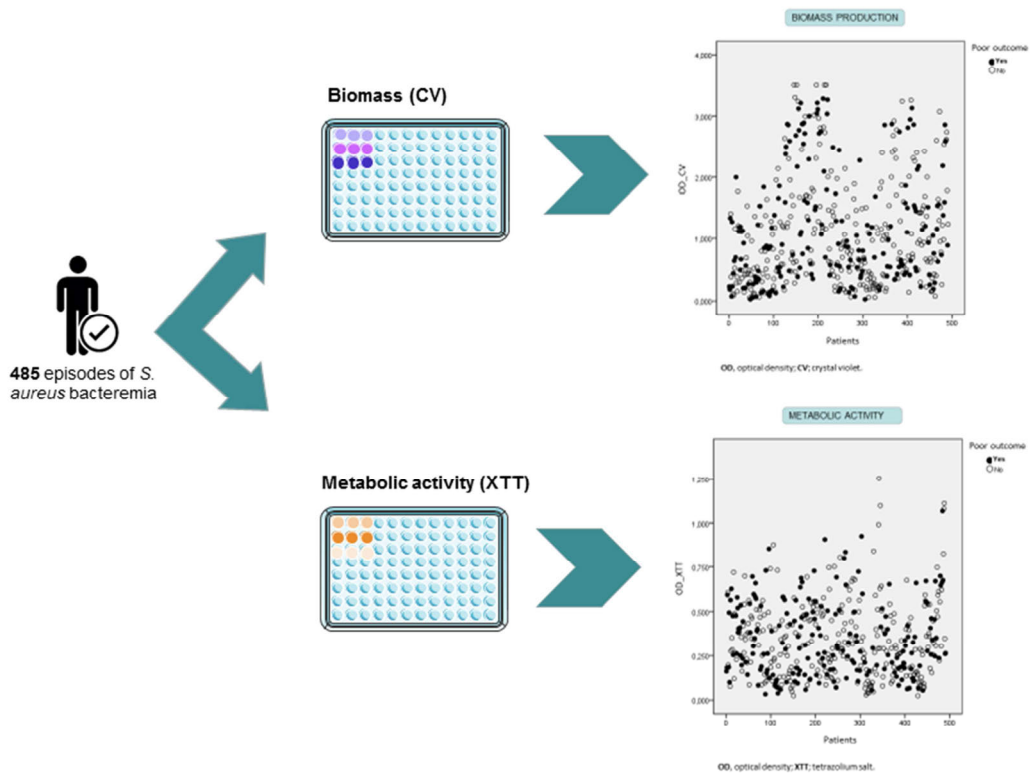 BIOMASS PRODUCTION
Poor outcome
Yes
No
4,000
3,000
2,000
1,000
0,000
OD_CV
0
100
200
300
400
500
Patients
OD, optical density; CV; crystal violet.
Biomass (CV)
485 episodes of S.
aureus bacteremia
Metabolic activity (XTT)
METABOLIC ACTIVITY
Poor outcome
Yes
No
1,250
1,000
0,750
0,500
0,250
0,000
OD_XTT
0
100
200
300
400
500
Patients
OD, optical density; XTT; tetrazolium salt.